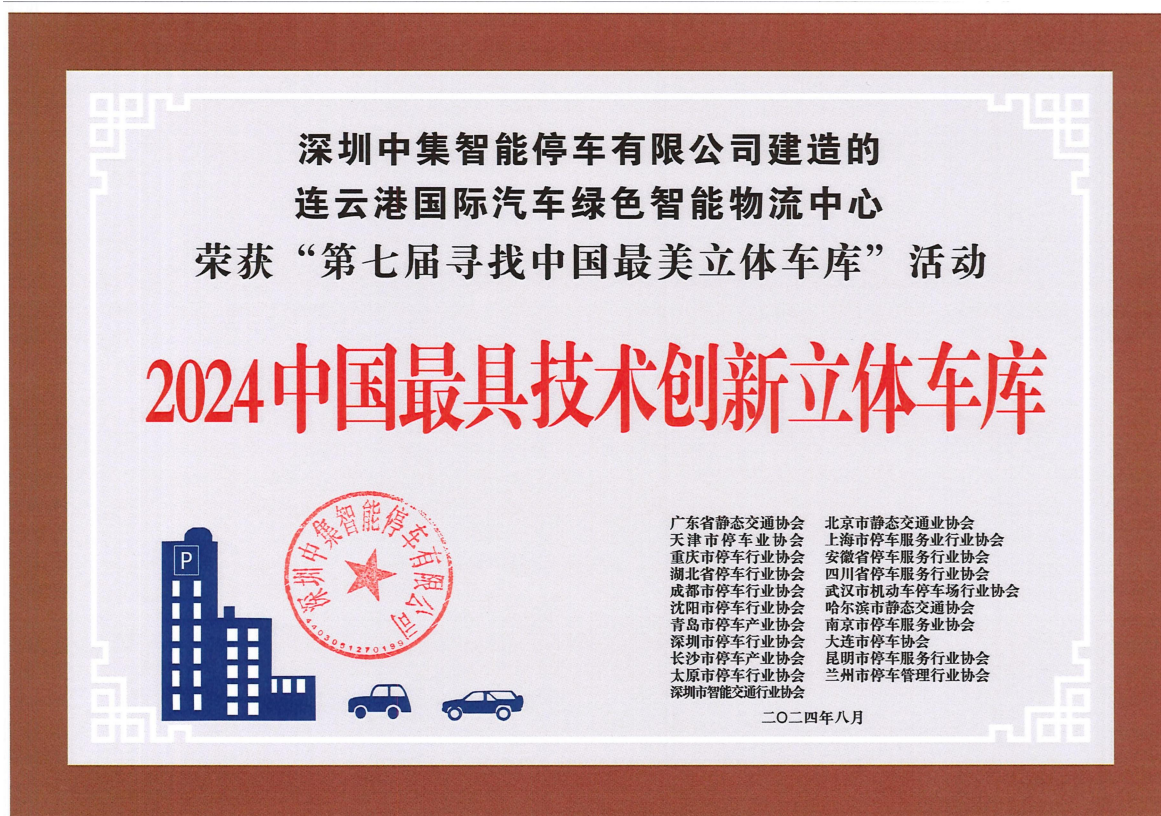 深圳中集智能停车有限公司建造的
连云港国际汽车绿色智能物流中心
荣获“第七届寻找中国最美立体车库”活动
2024中国最具技术创新立体车库
P
深圳中集智能停车有限公司
4403051270199
广东省静态交通协会 北京市静态交通业协会
天津市停车业协会 上海市停车服务业行业协会
重庆市停车行业协会 安徽省停车服务行业协会
湖北省停车行业协会 四川省停车服务行业协会
成都市停车行业协会 武汉市机动车停车场行业协会
沈阳市停车行业协会 哈尔滨市静态交通协会
青岛市停车产业协会 南京市停车服务业协会
深圳市停车行业协会 大连市停车协会
长沙市停车产业协会 昆明市停车服务行业协会
太原市停车行业协会 兰州市停车管理行业协会
深圳市智能交通行业协会
二〇二四年八月